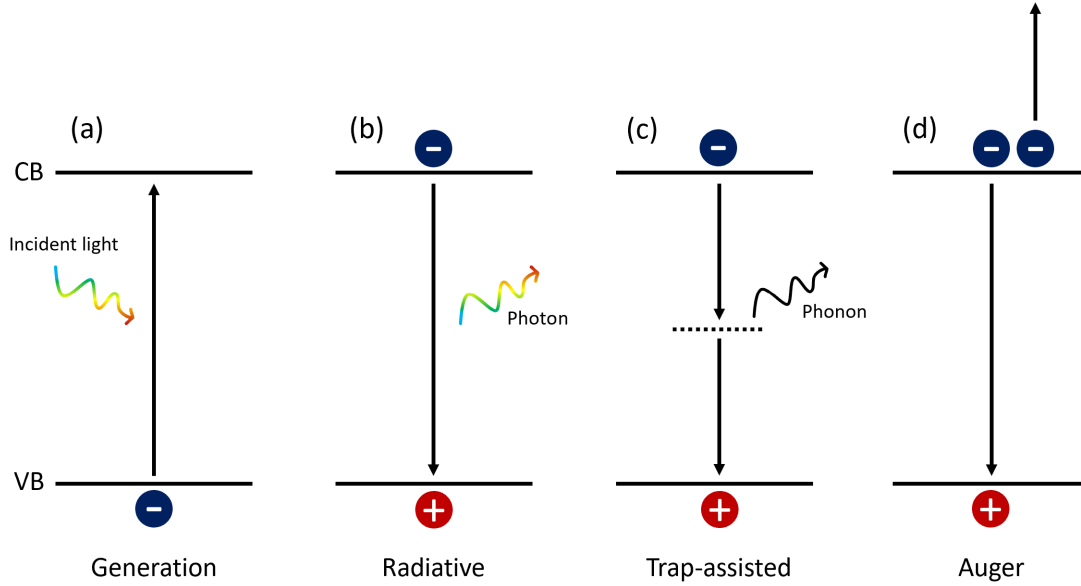 (a)
(b)
(c)
(d)
CB
Incident light
Photon
Phonon
VB
Generation
Radiative
Trap-assisted
Auger